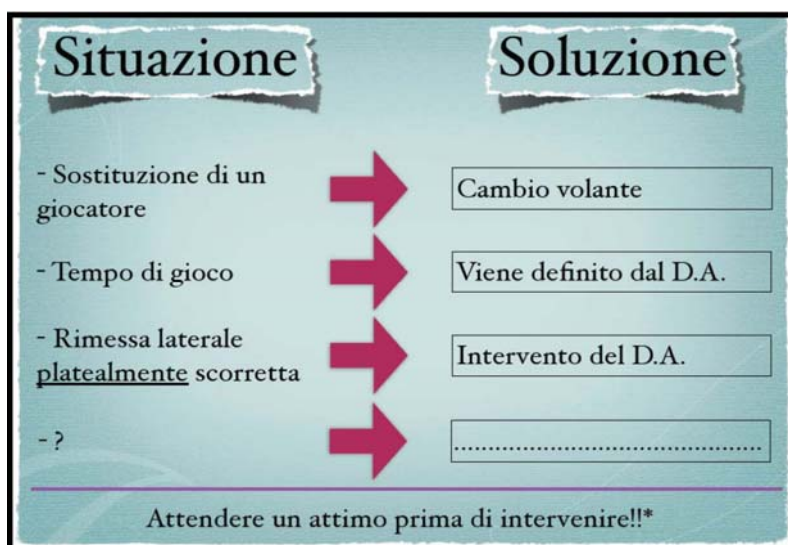 Situazione
Soluzione
- Sostituzione di un
giocatore
Cambio volante
- Tempo di gioco
Viene definito dal D.A.
- Rimessa laterale
platealmente scorretta
Intervento del D.A.
- ?
.............................................
Attendere un attimo prima di intervenire!!*